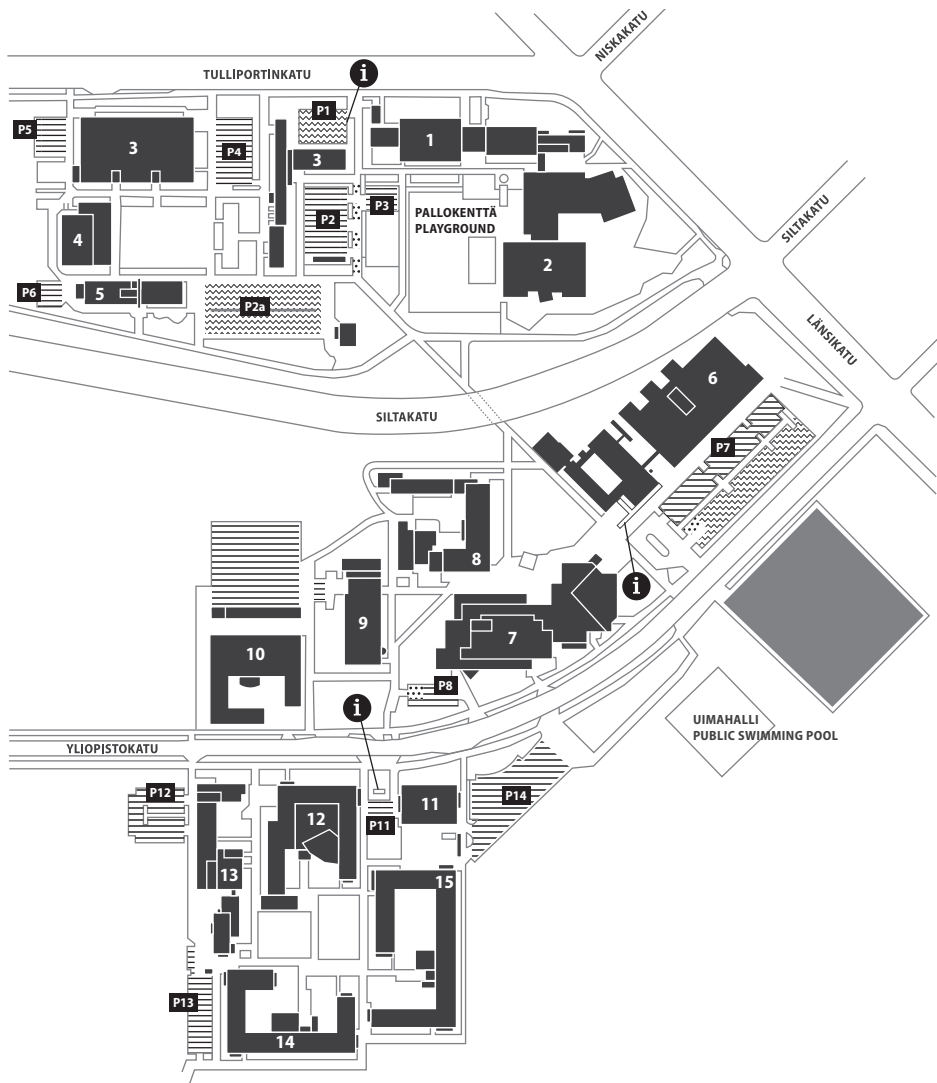 NISKAKATU
TULLIPORTINKATU
i
P1
P5
3
P4
3
1
P2
P3
PALLOKENTTÄ
PLAYGROUND
SILTAKATU
4
2
P6
5
P2a
LÄNSIKATU
6
SILTAKATU
P7
8
i
9
7
10
P8
i
UIMAHALLI
PUBLIC SWIMMING POOL
YLIOPISTOKATU
P12
P14
11
12
P11
13
15
P13
14